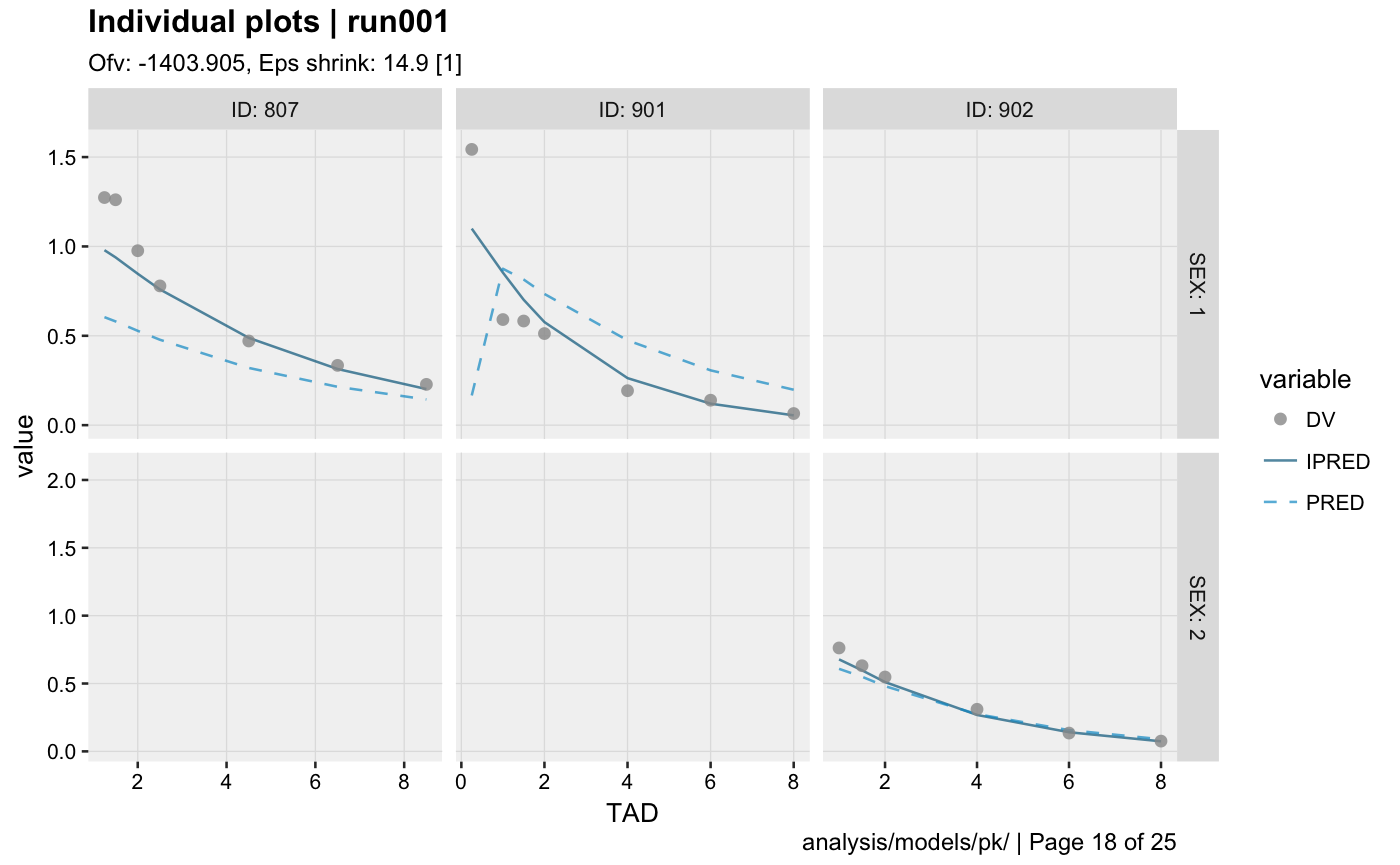 Individual plots | run001
Ofv: -1403.905, Eps shrink: 14.9 [1]
ID: 807
ID: 901
ID: 902
1.5
1.0
0.5
0.0
SEX: 1
2.0
1.5
1.0
0.5
0.0
SEX: 2
value
2 4 6 8
0 2 4 6 8
2 4 6 8
TAD
variable
DV
IPRED
PRED
analysis/models/pk/ | Page 18 of 25